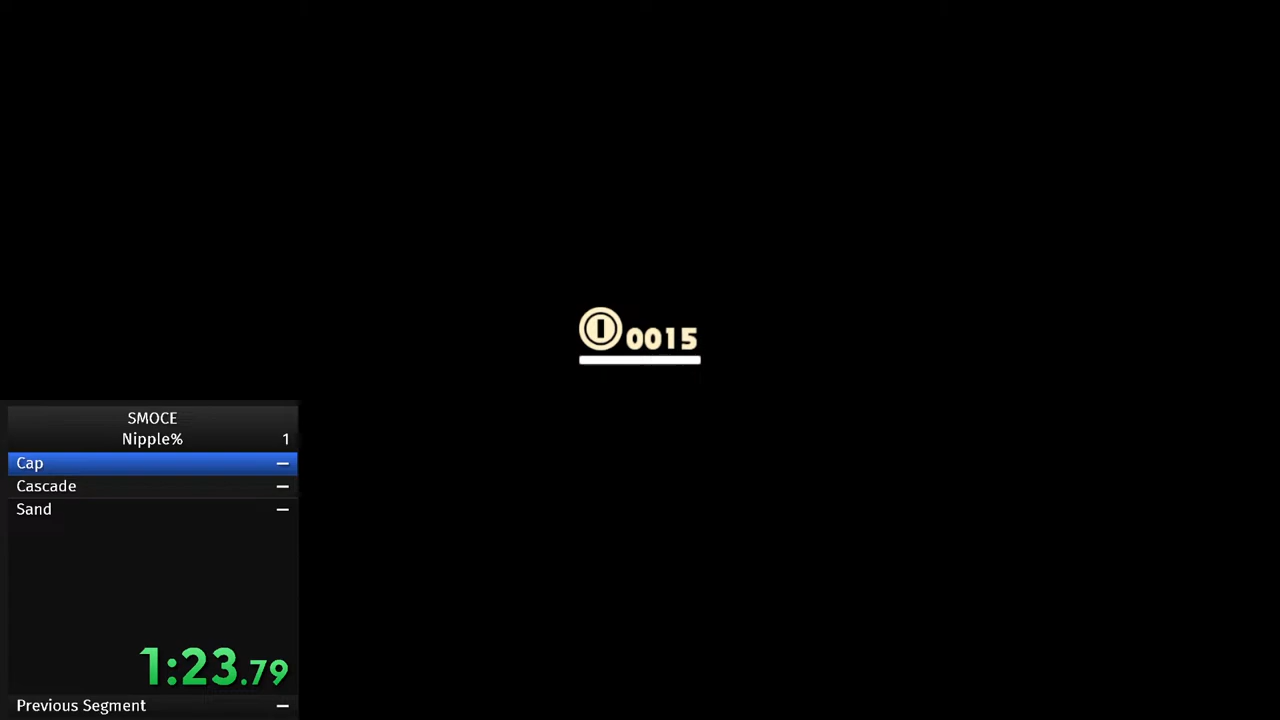 0015
SMOCE
Nipple% 1
Cap —
Cascade —
Sand —
1:23.79
Previous Segment —